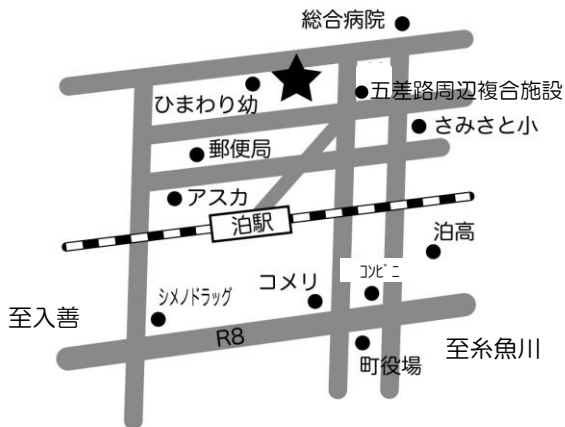 総合病院
ひまわり幼
五差路周辺複合施設
さみさと小
郵便局
アスカ
泊駅
泊高
コンビニ
コメリ
シメノドラッグ
至入善
R8
至糸魚川
町役場